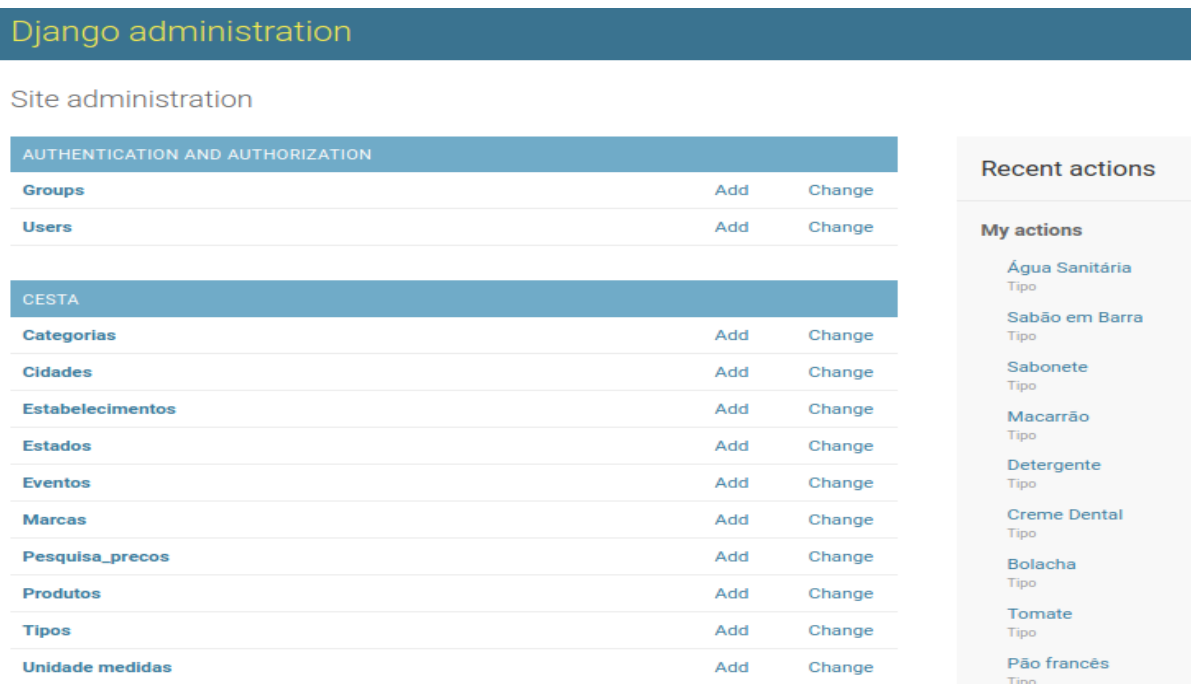 Django administration
Site administration
AUTHENTICATION AND AUTHORIZATION
Groups Add Change
Users Add Change
CESTA
Categorias Add Change
Cidades Add Change
Estabelecimentos Add Change
Estados Add Change
Eventos Add Change
Marcas Add Change
Pesquisa_precos Add Change
Produtos Add Change
Tipos Add Change
Unidade medidas Add Change
Recent actions
My actions
Água Sanitária
Tipo
Sabão em Barra
Tipo
Sabonete
Tipo
Macarrão
Tipo
Detergente
Tipo
Creme Dental
Tipo
Bolacha
Tipo
Tomate
Tipo
Pão francês
Tipo